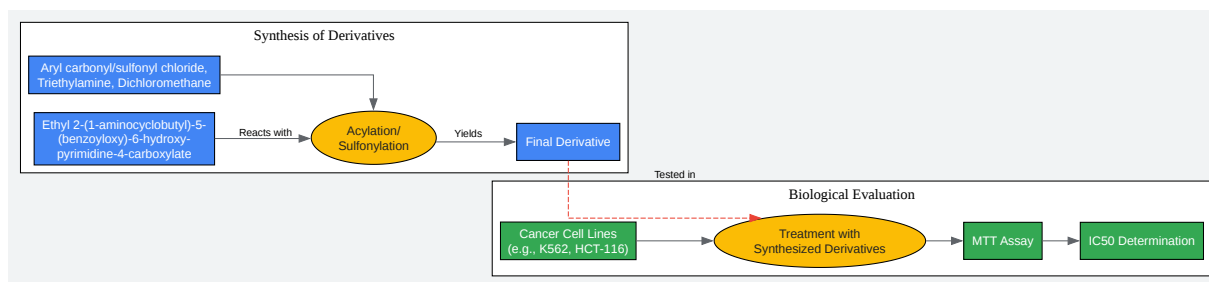 Synthesis of Derivatives
Aryl carbonyl/sulfonyl chloride,
Triethylamine, Dichloromethane
Ethyl 2-(1-aminocyclobutyl)-5-
(benzoyloxy)-6-hydroxy-
pyrimidine-4-carboxylate
Reacts with
Acylation/
Sulfonylation
Yields
Final Derivative
Tested in
Biological Evaluation
Cancer Cell Lines
(e.g., K562, HCT-116)
Treatment with
Synthesized Derivatives
MTT Assay
IC50 Determination